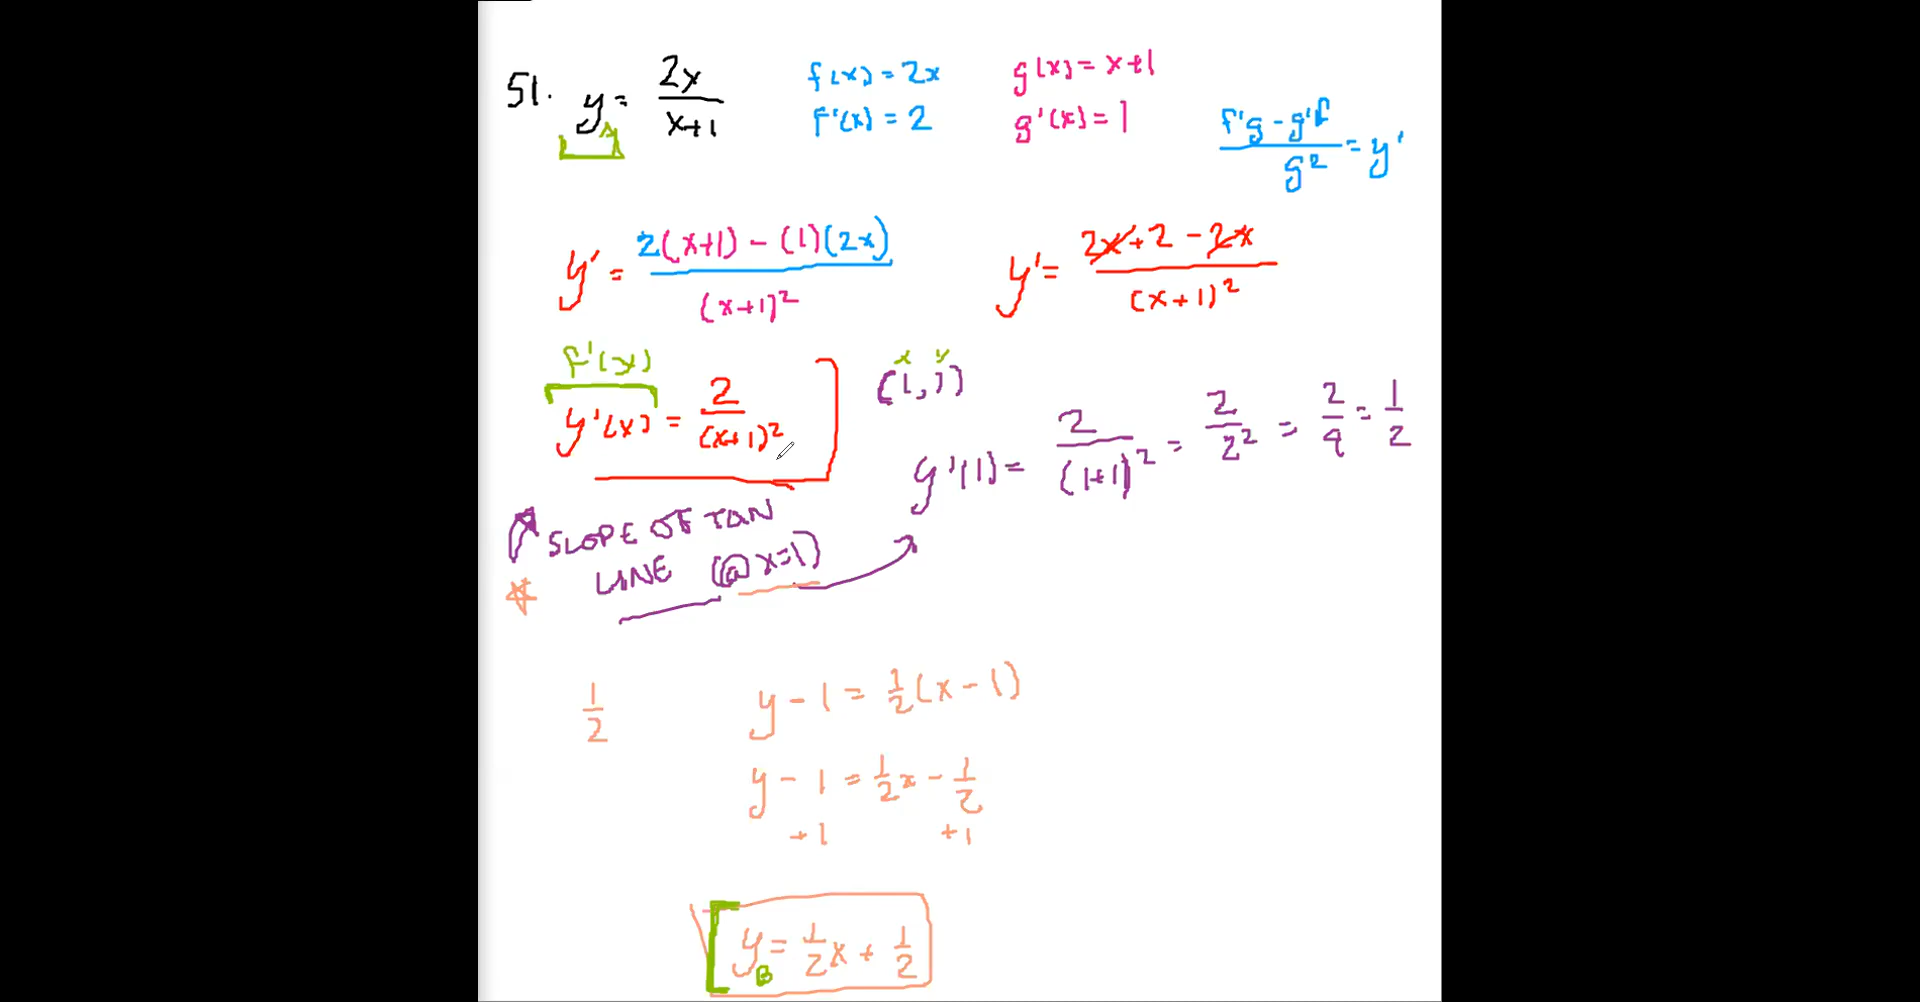 51. y = 2x/(x+1)  f(x) = 2x  g(x) = x+1
A  f'(x) = 2  g'(x) = 1
(f'g - g'f)/g² = y'
y' = (2(x+1) - (1)(2x))/(x+1)²  y' = (2x + 2 - 2x)/(x+1)²
f'(x)  x y
y'(x) = 2/(x+1)²  (1, 1)
y'(1) = 2/(1+1)² = 2/2² = 2/4 = 1/2
SLOPE OF TAN
LINE (@ x=1)
1/2  y - 1 = 1/2(x - 1)
y - 1 = 1/2x - 1/2
+1  +1
y = 1/2x + 1/2
B